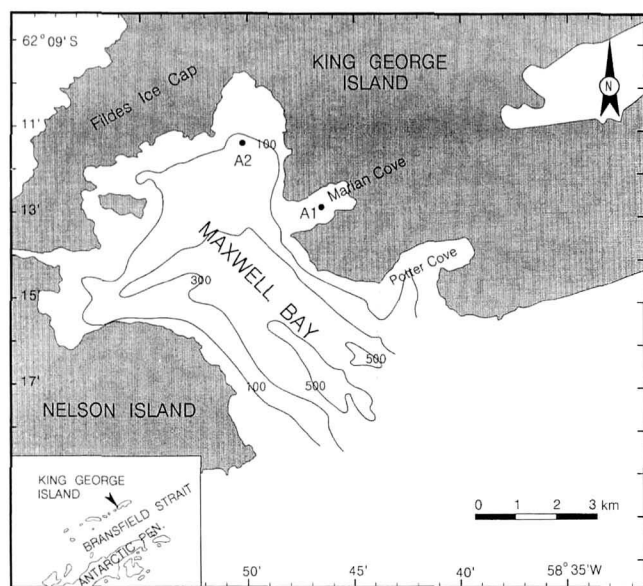 62°09'S
11'
13'
15'
17'
KING GEORGE
ISLAND
Fildes Ice Cap
N
100
A2
Marian Cove
A1
MAXWELL BAY
Potter Cove
300
500
100
500
NELSON ISLAND
KING GEORGE
ISLAND
BRANSFIELD STRAIT
ANTARCTIC PEN.
0 1 2 3 km
50' 45' 40' 58°35'W